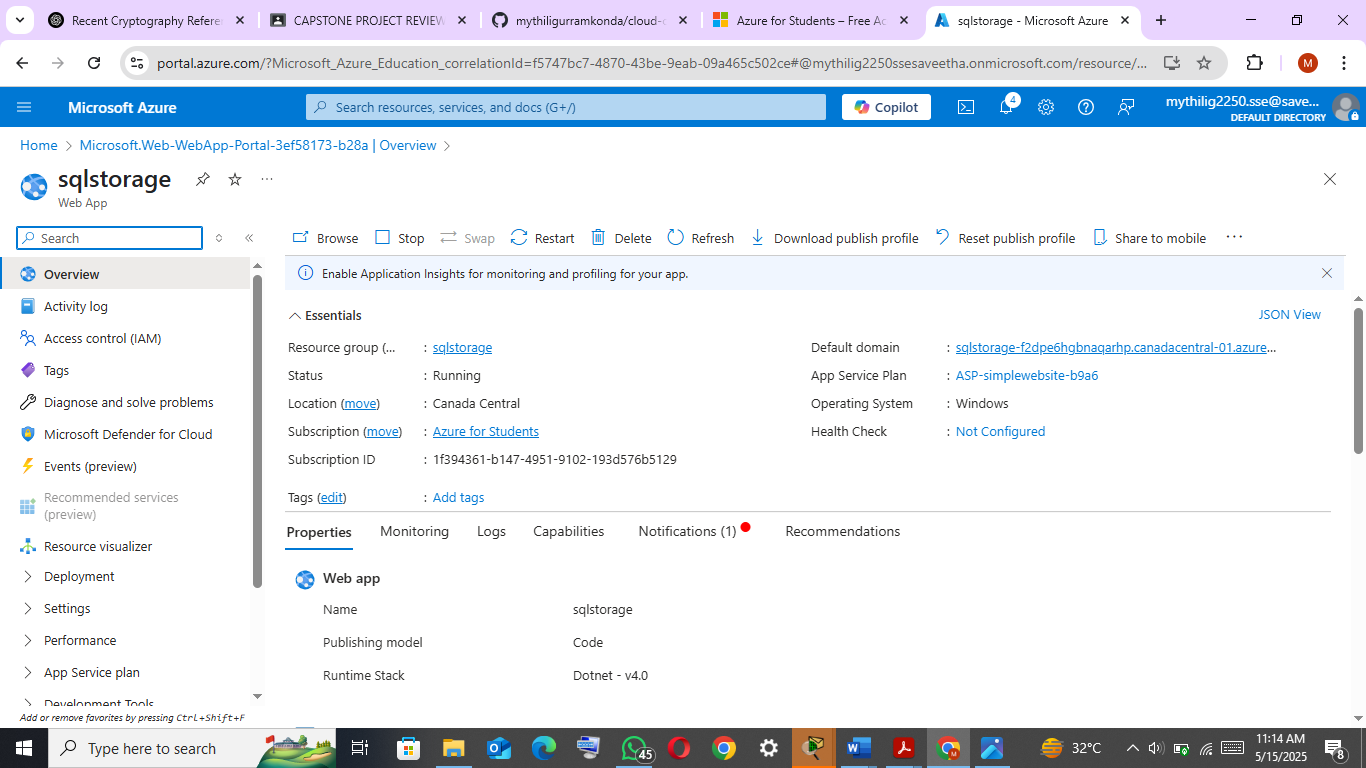 Recent Cryptography Refere
CAPSTONE PROJECT REVIEW
mythiligurramkonda/cloud-c
Azure for Students – Free Ac
sqlstorage - Microsoft Azure
portal.azure.com/?Microsoft_Azure_Education_correlationId=f5747bc7-4870-43be-9eab-09a465c502ce#@mythilig2250ssesaveetha.onmicrosoft.com/resource/...
M
Microsoft Azure
Search resources, services, and docs (G+/)
Copilot
4
mythilig2250.sse@save...
DEFAULT DIRECTORY
Home > Microsoft.Web-WebApp-Portal-3ef58173-b28a | Overview >
sqlstorage
Web App
Search
Browse
Stop
Swap
Restart
Delete
Refresh
Download publish profile
Reset publish profile
Share to mobile
Enable Application Insights for monitoring and profiling for your app.
Overview
Activity log
Access control (IAM)
Tags
Diagnose and solve problems
Microsoft Defender for Cloud
Events (preview)
Recommended services
(preview)
Resource visualizer
Deployment
Settings
Performance
App Service plan
Development Tools
Add or remove favorites by pressing Ctrl+Shift+F
Essentials
JSON View
Resource group (... : sqlstorage
Status : Running
Location (move) : Canada Central
Subscription (move) : Azure for Students
Subscription ID : 1f394361-b147-4951-9102-193d576b5129
Tags (edit) : Add tags
Default domain : sqlstorage-f2dpe6hgbnaqarhp.canadacentral-01.azure...
App Service Plan : ASP-simplewebsite-b9a6
Operating System : Windows
Health Check : Not Configured
Properties
Monitoring
Logs
Capabilities
Notifications (1)
Recommendations
Web app
Name sqlstorage
Publishing model Code
Runtime Stack Dotnet - v4.0
Type here to search
45
32°C
11:14 AM
5/15/2025
8